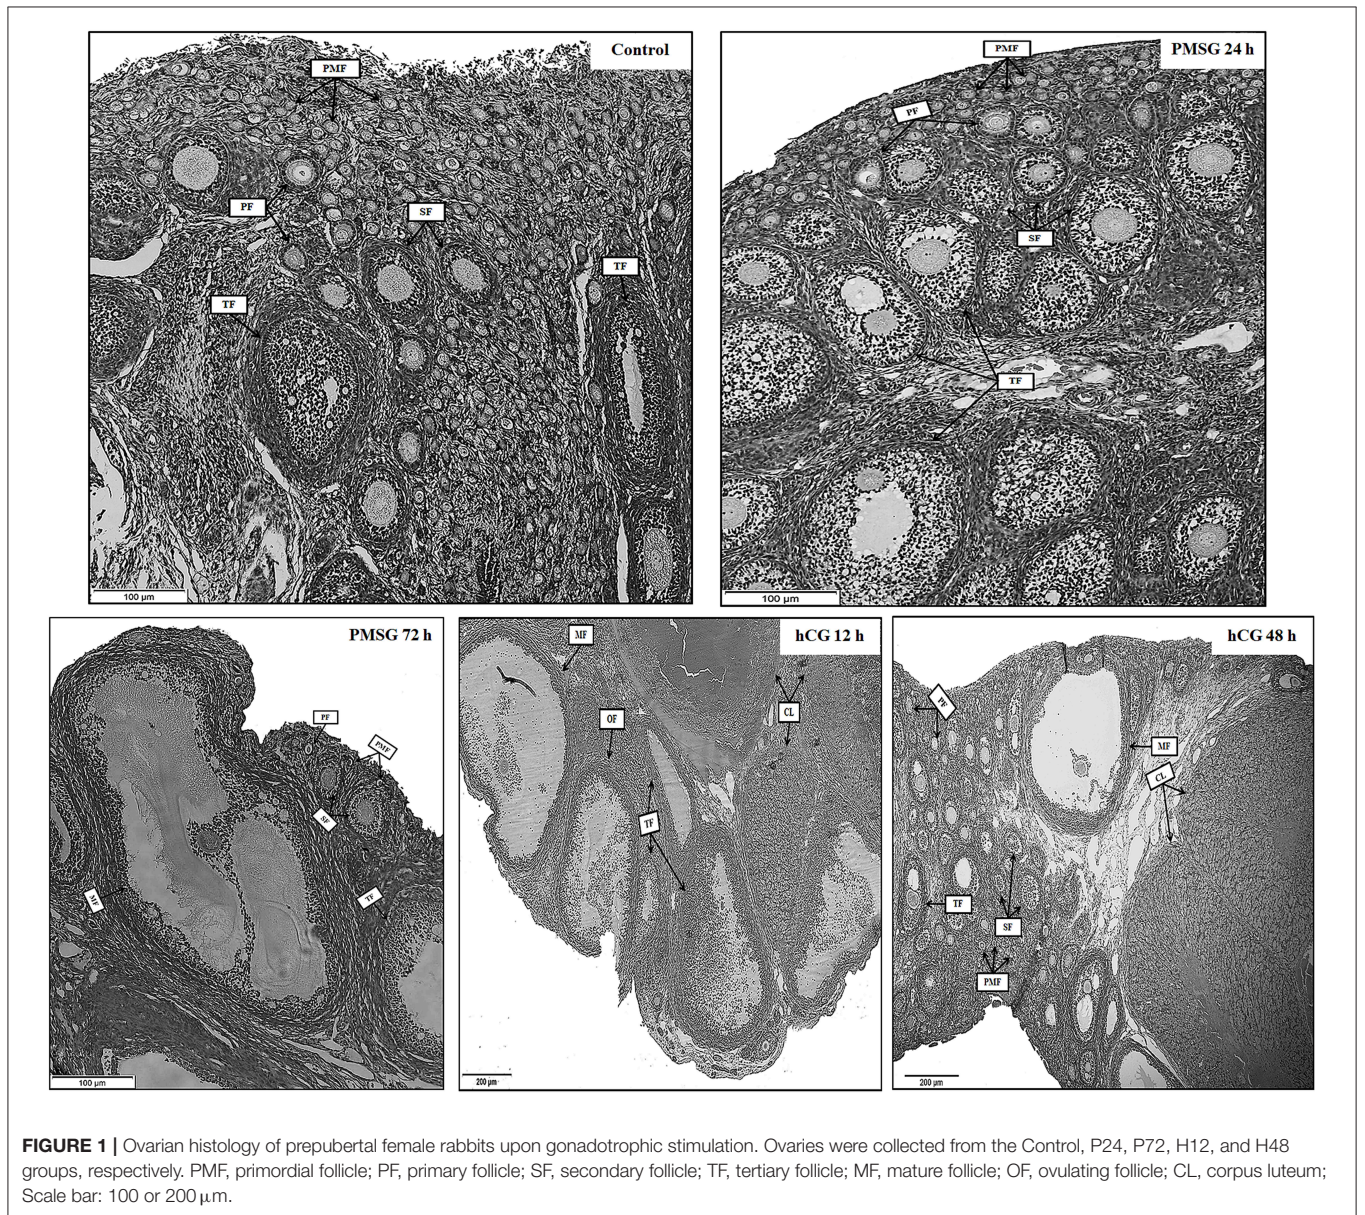 Control
PMF
PF
SF
TF
TF
100 µm
PMSG 24 h
PMF
PF
SF
TF
100 µm
PMSG 72 h
PF
PMF
SF
TF
MF
100 µm
hCG 12 h
MF
OF
CL
TF
200 µm
hCG 48 h
PF
MF
CL
TF
SF
PMF
200 µm
FIGURE 1 | Ovarian histology of prepubertal female rabbits upon gonadotrophic stimulation. Ovaries were collected from the Control, P24, P72, H12, and H48
groups, respectively. PMF, primordial follicle; PF, primary follicle; SF, secondary follicle; TF, tertiary follicle; MF, mature follicle; OF, ovulating follicle; CL, corpus luteum;
Scale bar: 100 or 200 µm.